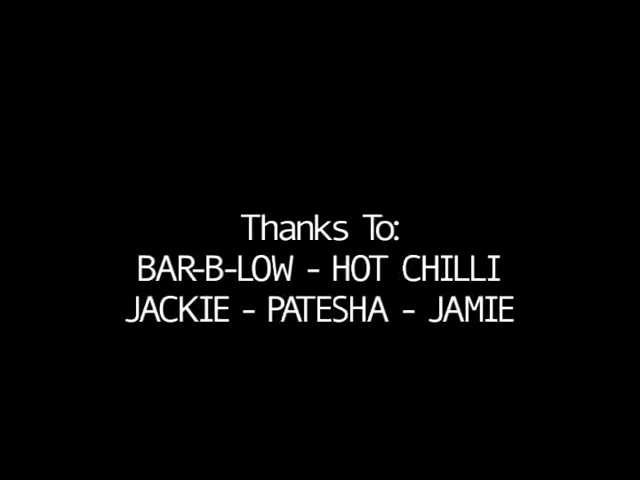 Thanks To:
BAR-B-LOW - HOT CHILLI
JACKIE - PATESHA - JAMIE